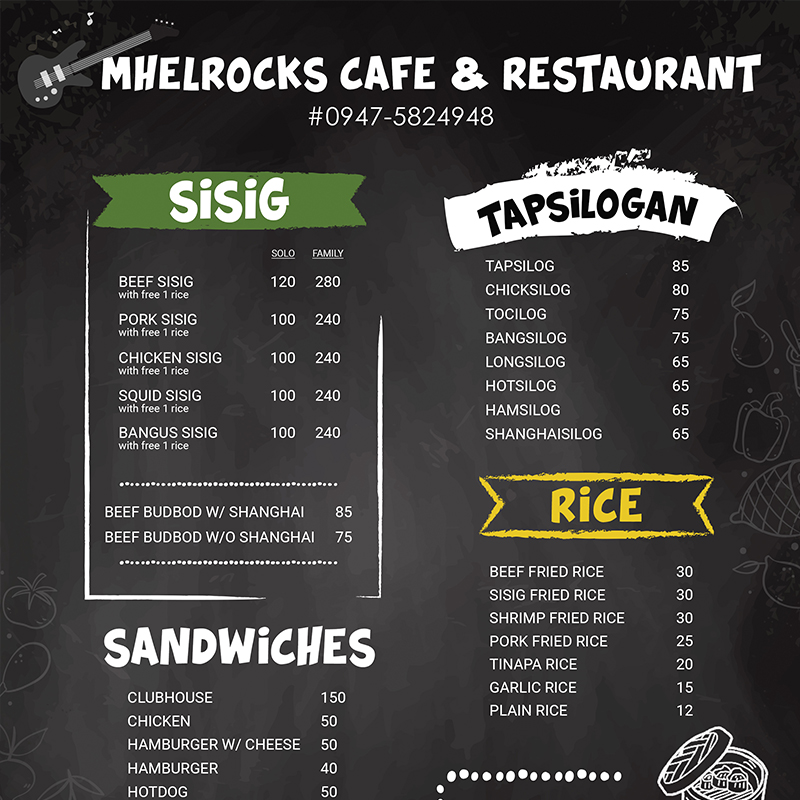 MHELROCKS CAFE & RESTAURANT
#0947-5824948
SiSiG
SOLO FAMILY
BEEF SISIG 120 280
with free 1 rice
PORK SISIG 100 240
with free 1 rice
CHICKEN SISIG 100 240
with free 1 rice
SQUID SISIG 100 240
with free 1 rice
BANGUS SISIG 100 240
with free 1 rice
BEEF BUDBOD W/ SHANGHAI 85
BEEF BUDBOD W/O SHANGHAI 75
SANDWiCHES
CLUBHOUSE 150
CHICKEN 50
HAMBURGER W/ CHEESE 50
HAMBURGER 40
HOTDOG 50
TAPSiLOGAN
TAPSILOG 85
CHICKSILOG 80
TOCILOG 75
BANGSILOG 75
LONGSILOG 65
HOTSILOG 65
HAMSILOG 65
SHANGHAISILOG 65
RiCE
BEEF FRIED RICE 30
SISIG FRIED RICE 30
SHRIMP FRIED RICE 30
PORK FRIED RICE 25
TINAPA RICE 20
GARLIC RICE 15
PLAIN RICE 12